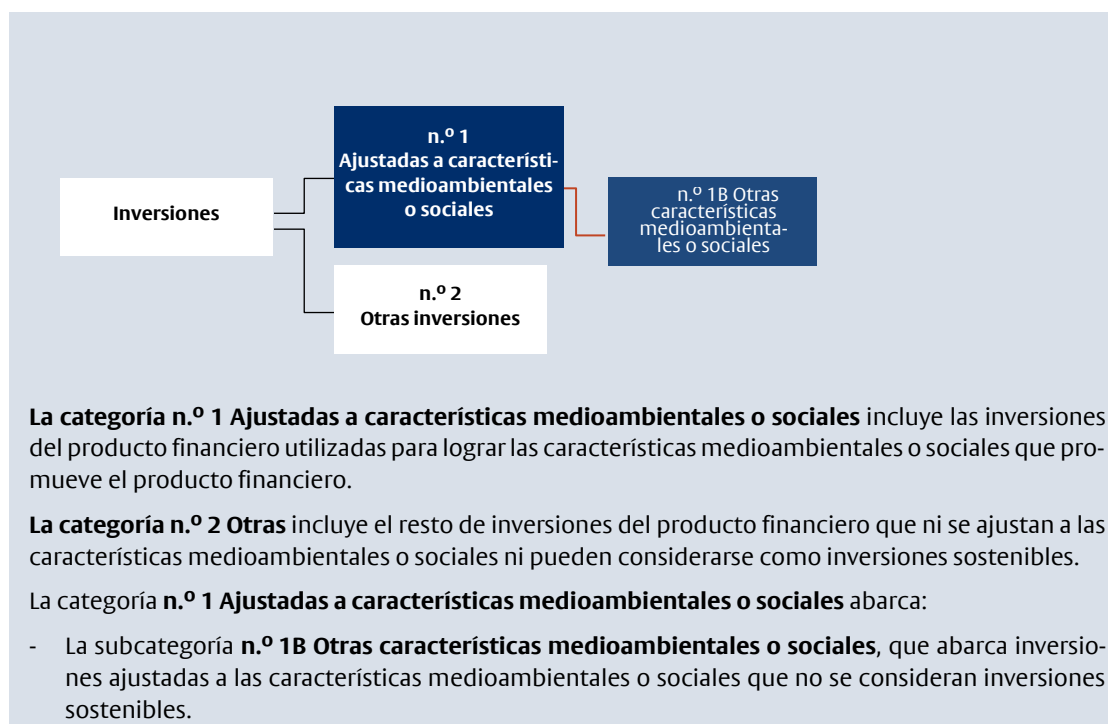 n.º 1
Ajustadas a característi-
cas medioambientales
o sociales
Inversiones
n.º 1B Otras
características
medioambienta-
les o sociales
n.º 2
Otras inversiones
La categoría n.º 1 Ajustadas a características medioambientales o sociales incluye las inversiones
del producto financiero utilizadas para lograr las características medioambientales o sociales que pro-
mueve el producto financiero.
La categoría n.º 2 Otras incluye el resto de inversiones del producto financiero que ni se ajustan a las
características medioambientales o sociales ni pueden considerarse como inversiones sostenibles.
La categoría n.º 1 Ajustadas a características medioambientales o sociales abarca:
- La subcategoría n.º 1B Otras características medioambientales o sociales, que abarca inversio-
nes ajustadas a las características medioambientales o sociales que no se consideran inversiones
sostenibles.